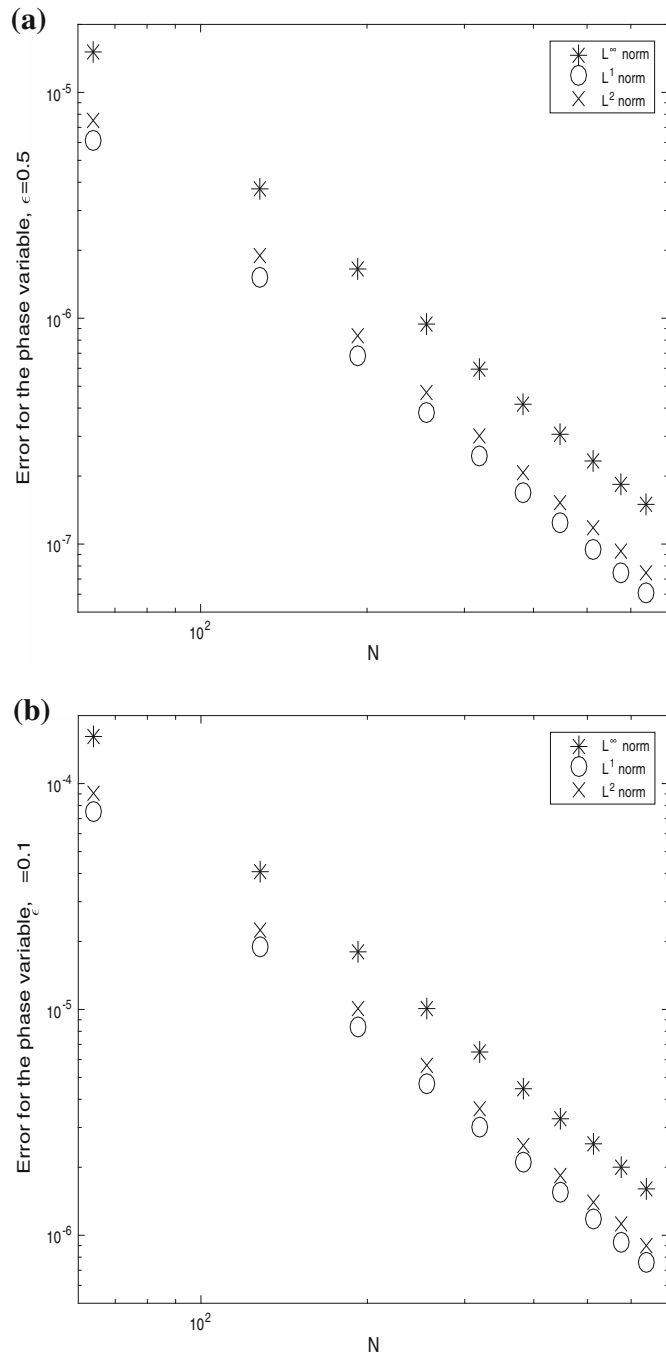 (a)
L∞ norm
L1 norm
L2 norm
10-5
10-6
10-7
Error for the phase variable, ϵ=0.5
102
N
(b)
L∞ norm
L1 norm
L2 norm
10-4
10-5
10-6
Error for the phase variable, ϵ=0.1
102
N